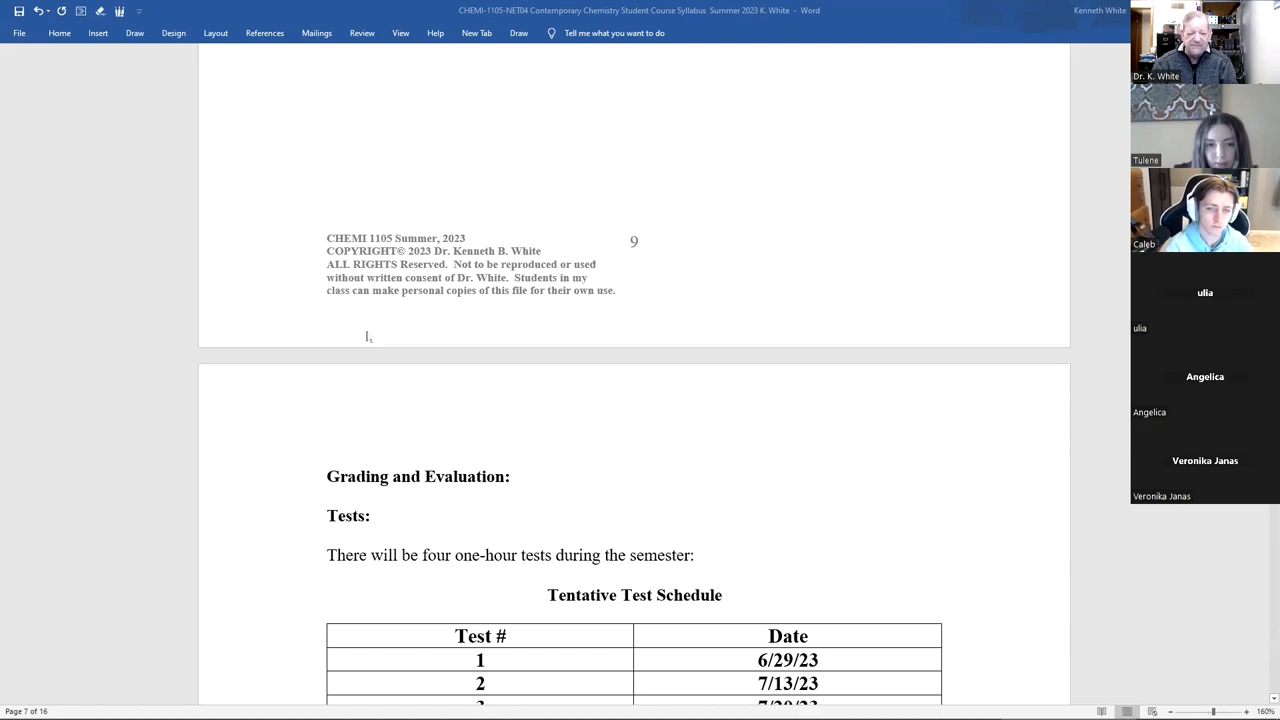 CHEMI-1105-NET04 Contemporary Chemistry Student Course Syllabus Summer 2023 K. White - Word
Kenneth White
File Home Insert Draw Design Layout References Mailings Review View Help New Tab Draw Tell me what you want to do
CHEMI 1105 Summer, 2023
COPYRIGHT© 2023 Dr. Kenneth B. White
ALL RIGHTS Reserved. Not to be reproduced or used
without written consent of Dr. White. Students in my
class can make personal copies of this file for their own use.
9
Grading and Evaluation:
Tests:
There will be four one-hour tests during the semester:
Tentative Test Schedule
Test # Date
1 6/29/23
2 7/13/23
Dr. K. White
Tulene
Caleb
ulia
ulia
Angelica
Angelica
Veronika Janas
Veronika Janas
Page 7 of 16
160%